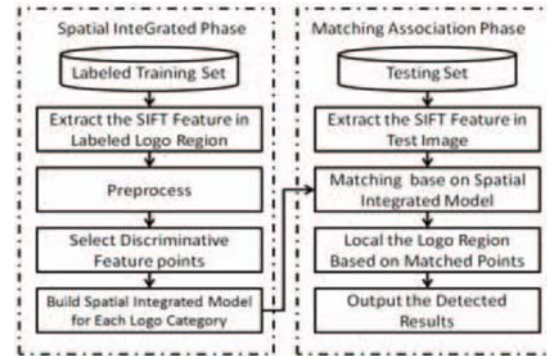 Spatial InteGrated Phase
Labeled Training Set
Extract the SIFT Feature in
Labeled Logo Region
Preprocess
Select Discriminative
Feature points
Build Spatial Integrated Model
for Each Logo Category
Matching Association Phase
Testing Set
Extract the SIFT Feature in
Test Image
Matching base on Spatial
Integrated Model
Local the Logo Region
Based on Matched Points
Output the Detected
Results